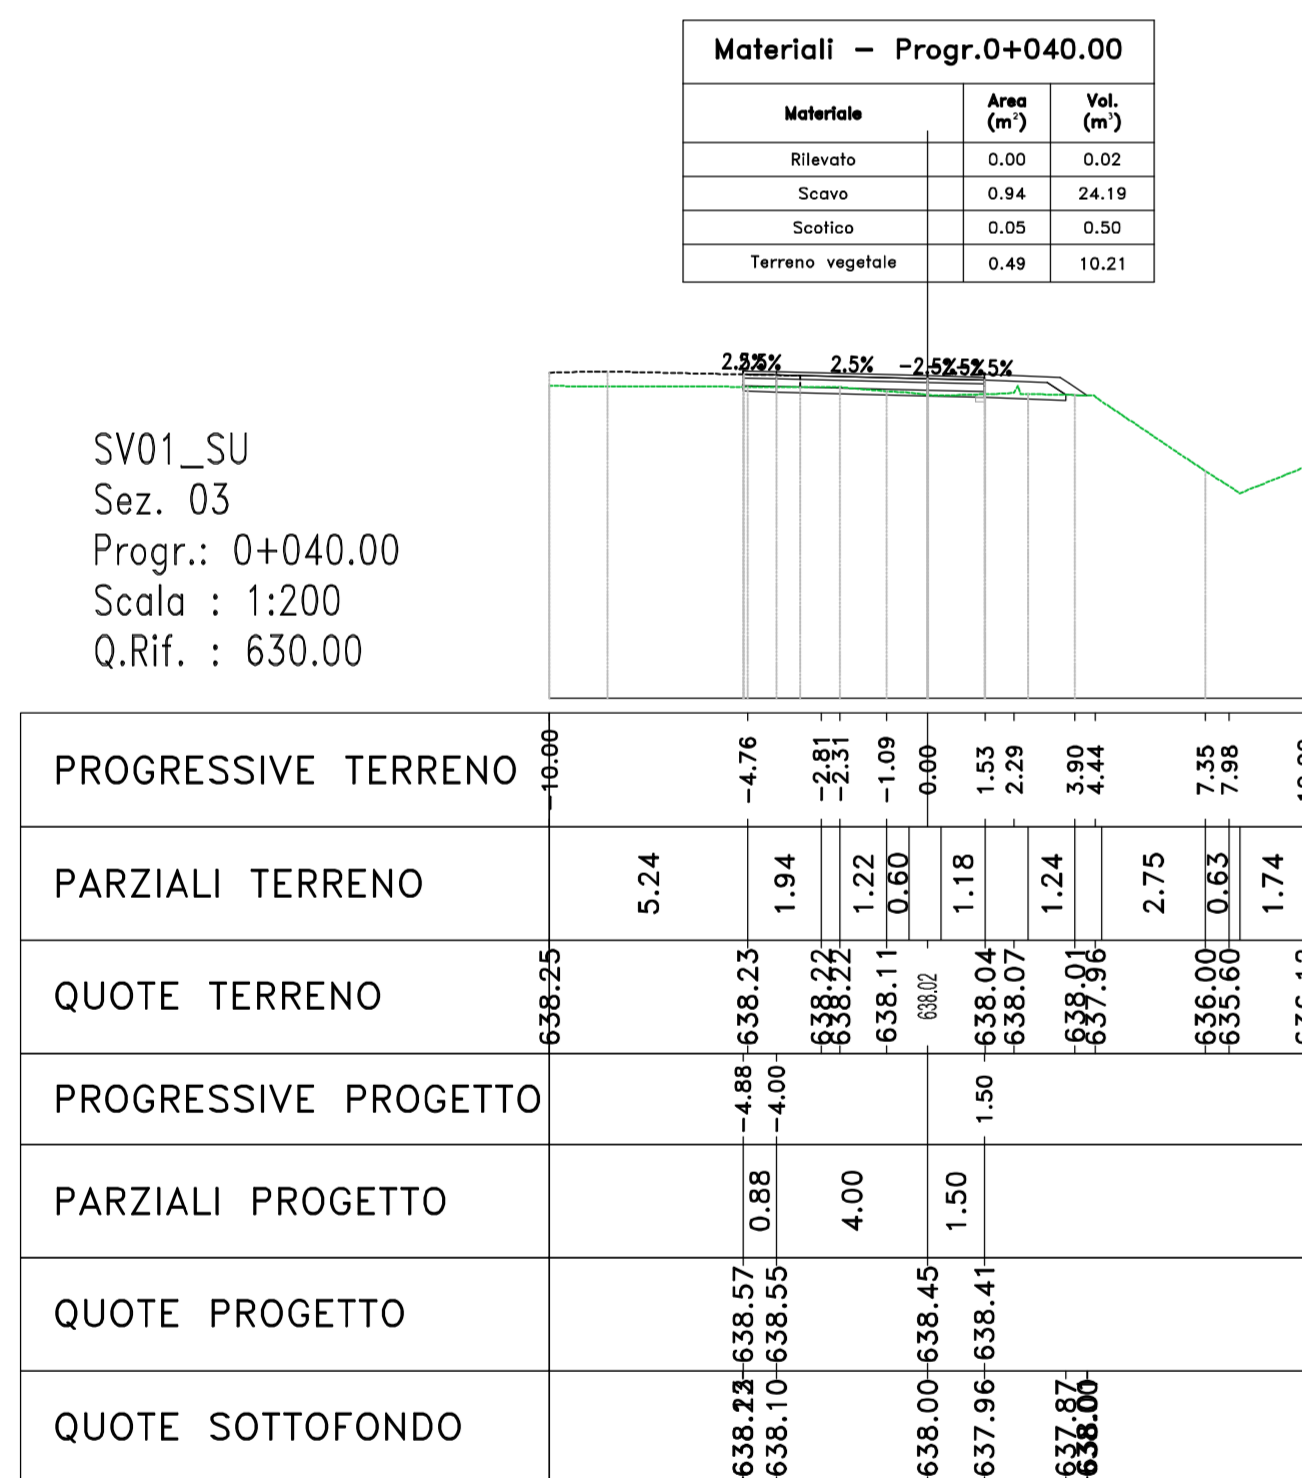 Materiali – Progr.0+040.00
Materiale Area (m²) Vol. (m³)
Rilevato 0.00 0.02
Scavo 0.94 24.19
Scotico 0.05 0.50
Terreno vegetale 0.49 10.21
2.5% 2.5% -2.5%
SV01_SU
Sez. 03
Progr.: 0+040.00
Scala : 1:200
Q.Rif. : 630.00
PROGRESSIVE TERRENO -10.00 -4.76 -2.81 -2.31 -1.09 0.00 1.53 2.29 3.90 4.44 7.35 7.98
PARZIALI TERRENO 5.24 1.94 1.22 0.60 1.18 1.24 2.75 0.63 1.74
QUOTE TERRENO 638.25 638.23 638.22 638.22 638.11 638.02 638.04 638.07 638.01 637.96 636.00 635.60
PROGRESSIVE PROGETTO -4.88 -4.00 1.50
PARZIALI PROGETTO 0.88 4.00 1.50
QUOTE PROGETTO 638.57 638.55 638.45 638.41
QUOTE SOTTOFONDO 638.10 638.00 637.96 637.87 638.00